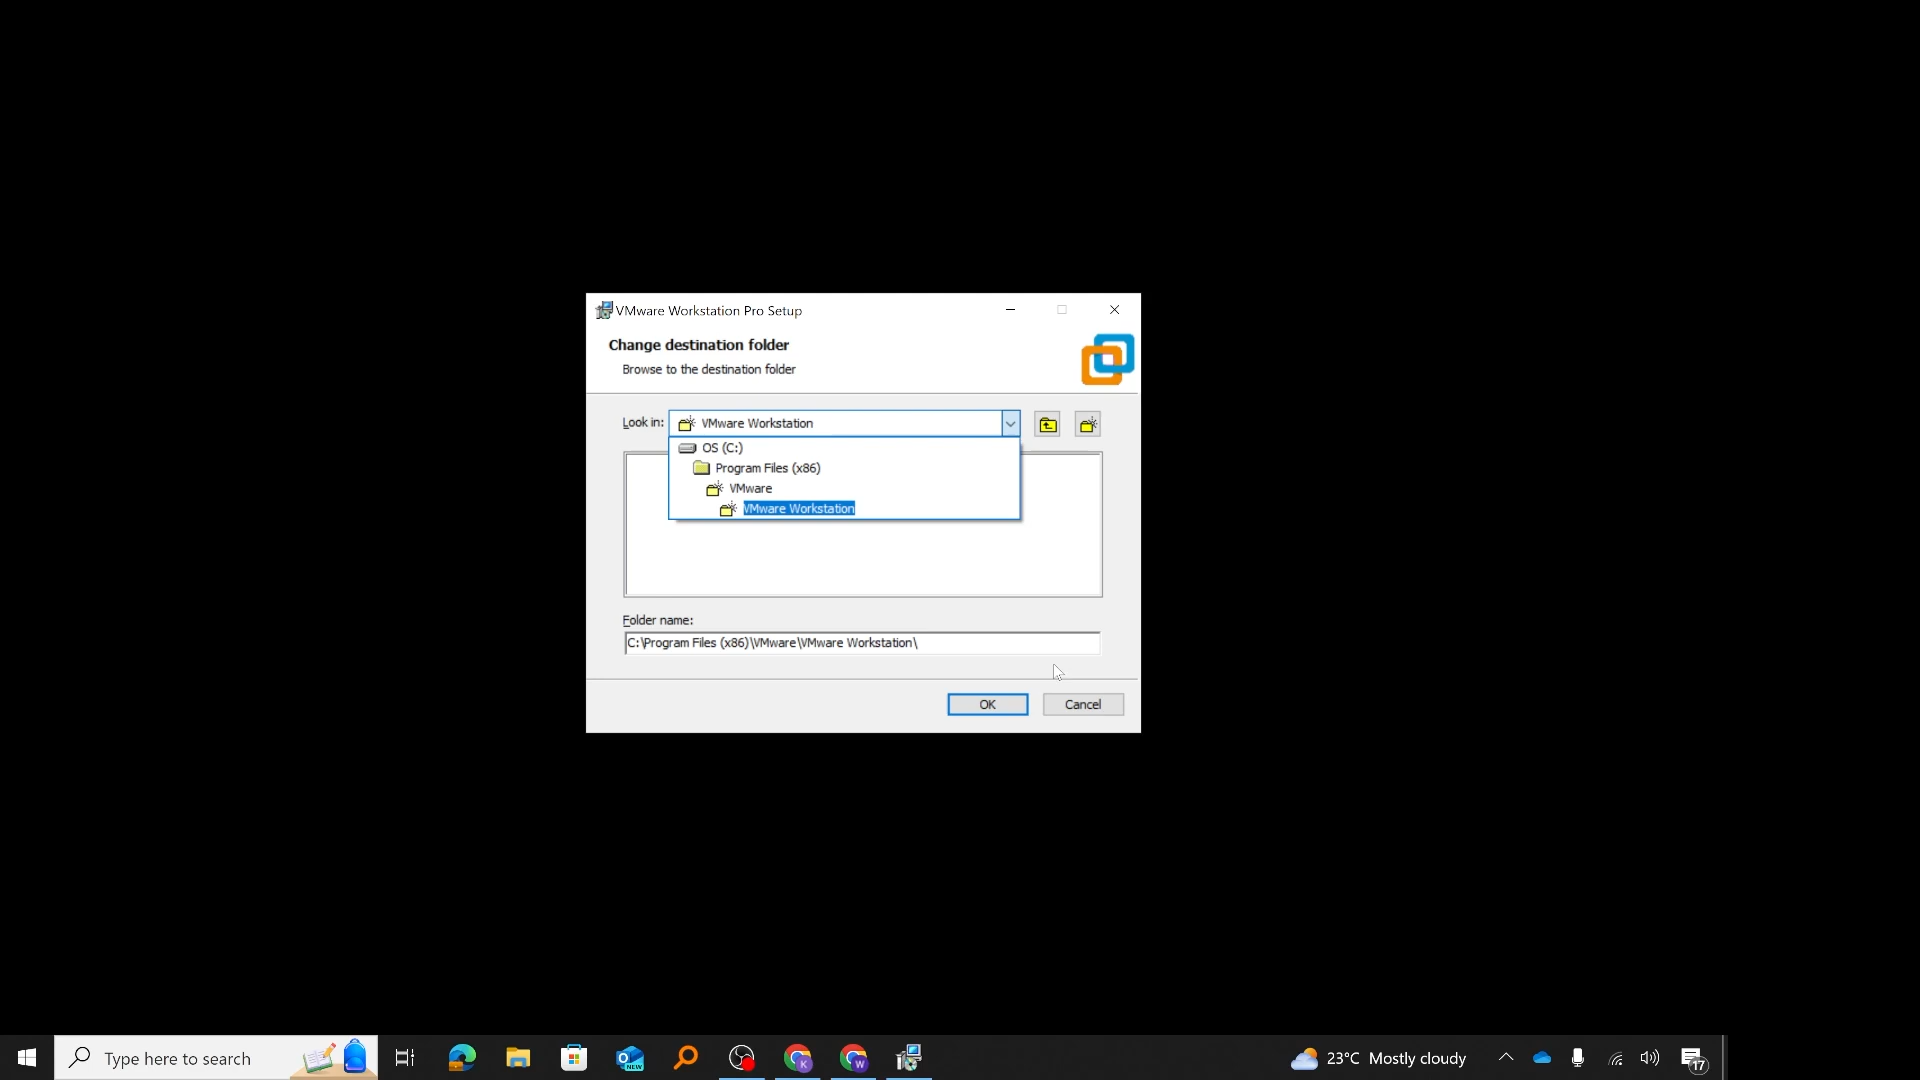 VMware Workstation Pro Setup
Change destination folder
Browse to the destination folder
Look in: VMware Workstation
OS (C:)
Program Files (x86)
VMware
VMware Workstation
Folder name:
C:\Program Files (x86)\VMware\VMware Workstation\
OK Cancel
Type here to search NEW K W 23°C Mostly cloudy 17